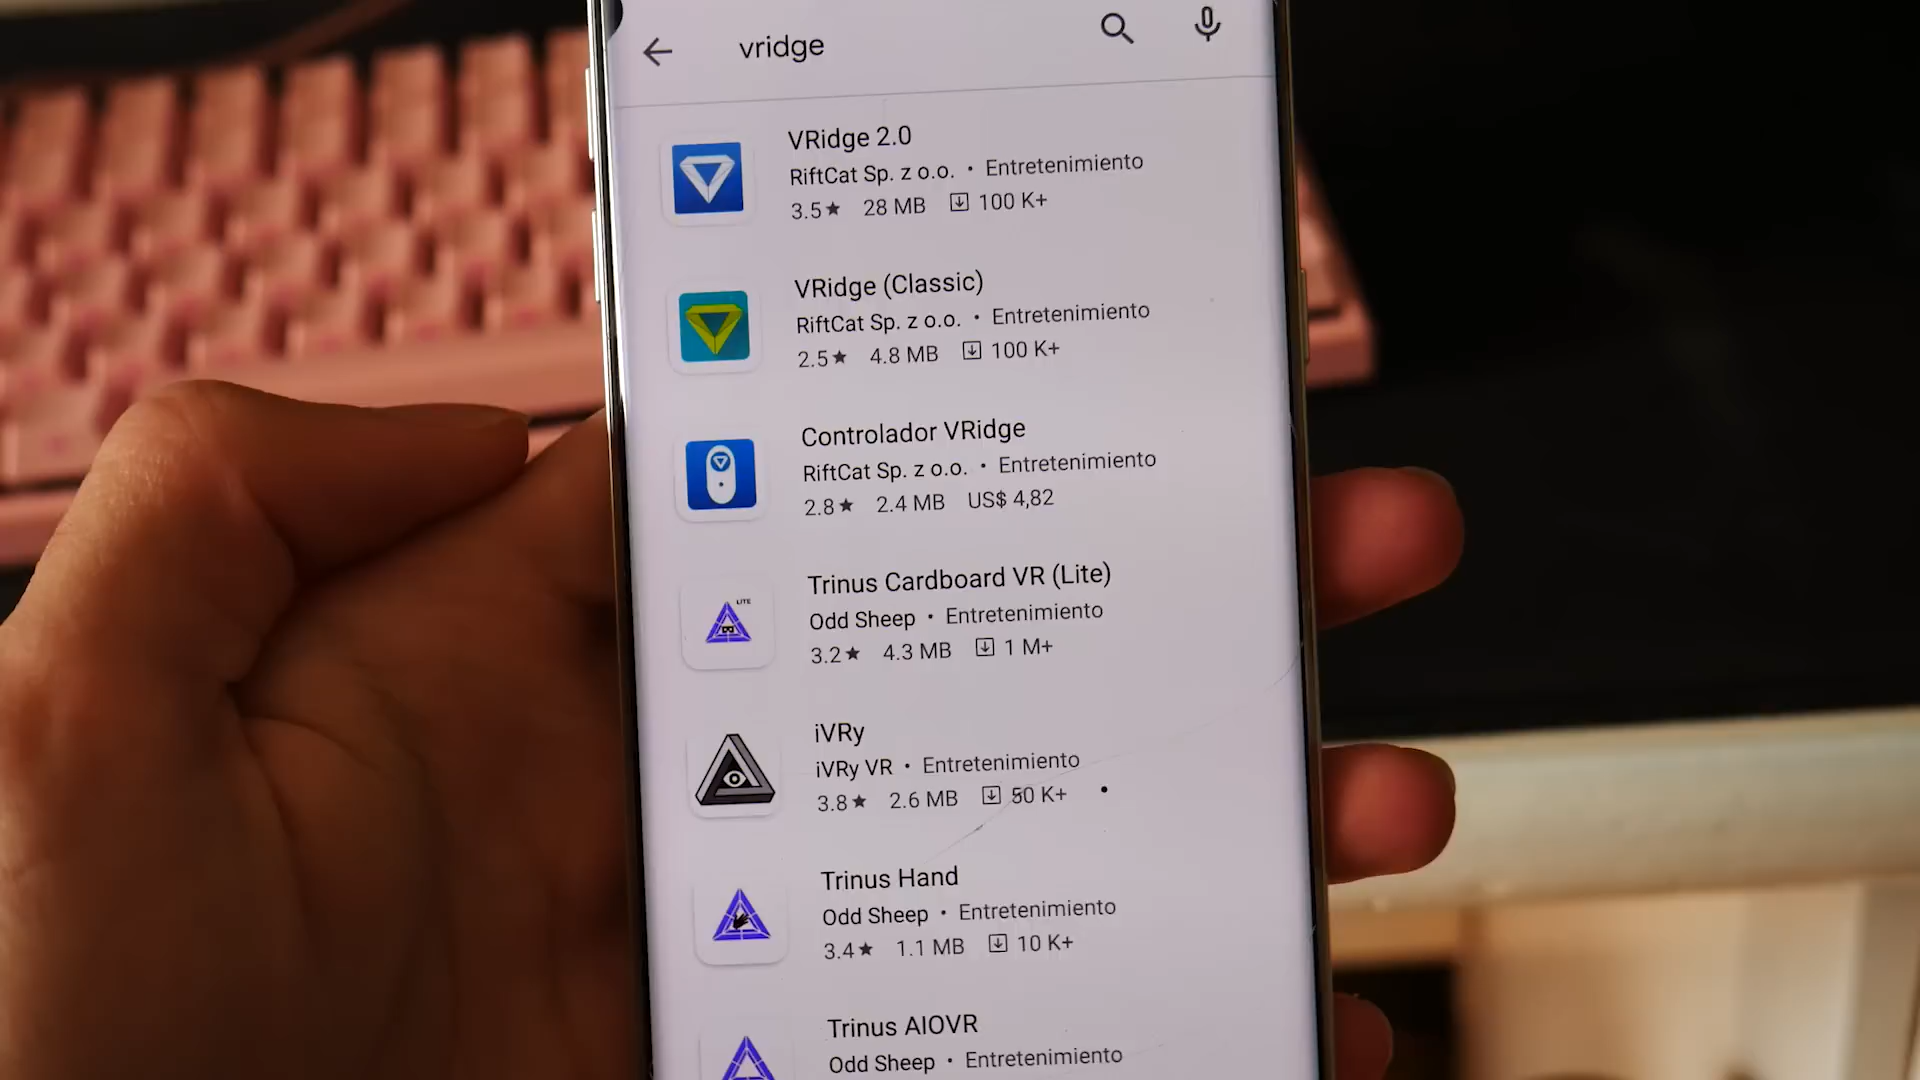 vridge
VRidge 2.0
RiftCat Sp. z o.o. • Entretenimiento
3.5★ 28 MB 100 K+
VRidge (Classic)
RiftCat Sp. z o.o. • Entretenimiento
2.5★ 4.8 MB 100 K+
Controlador VRidge
RiftCat Sp. z o.o. • Entretenimiento
2.8★ 2.4 MB US$ 4,82
LITE
Trinus Cardboard VR (Lite)
Odd Sheep • Entretenimiento
3.2★ 4.3 MB 1 M+
iVRy
iVRy VR • Entretenimiento
3.8★ 2.6 MB 50 K+ •
Trinus Hand
Odd Sheep • Entretenimiento
3.4★ 1.1 MB 10 K+
Trinus AIOVR
Odd Sheep • Entretenimiento